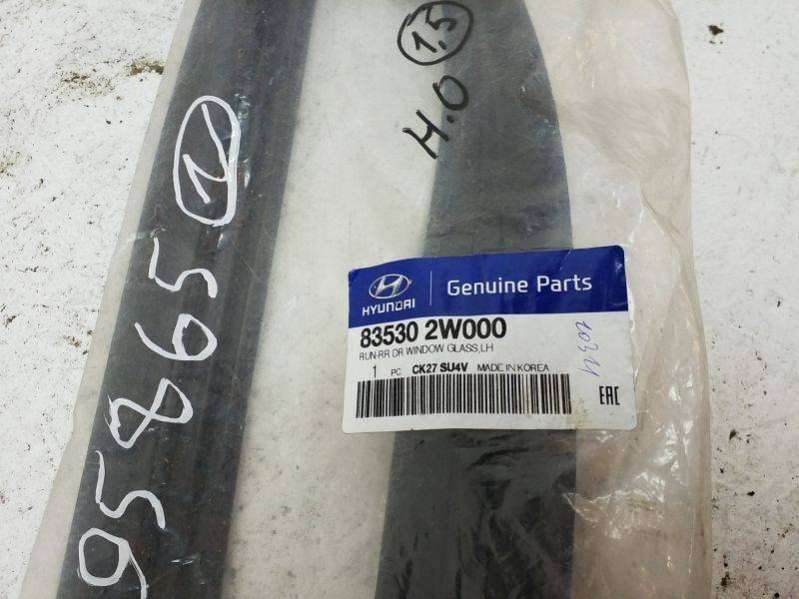 1,5
H.O
95865 1
HYUNDAI
Genuine Parts
83530 2W000
RUN-RR DR WINDOW GLASS,LH
1 PC CK27 SU4V MADE IN KOREA
EAC